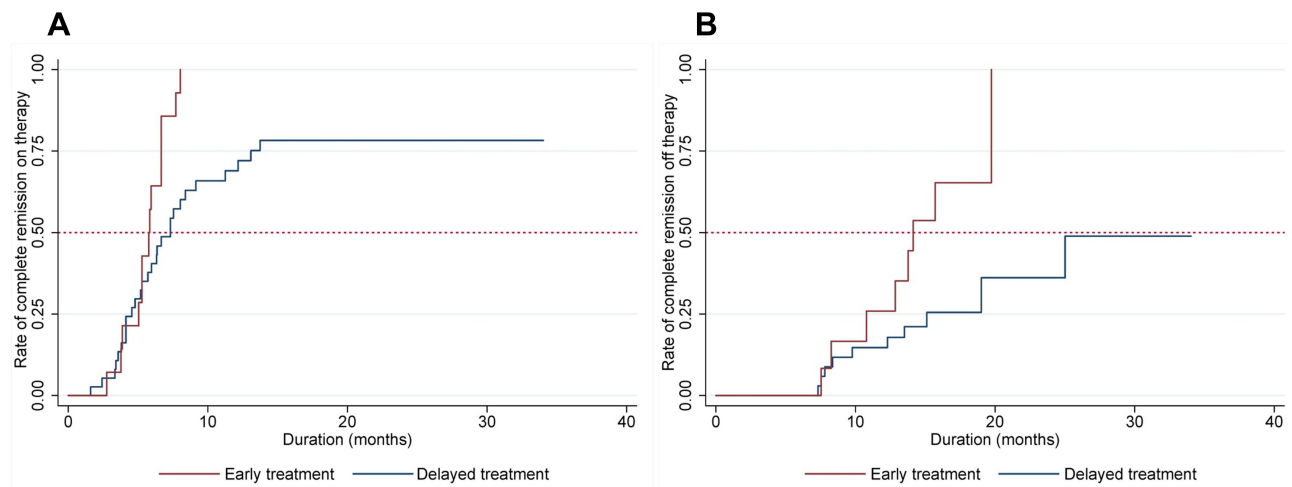 A
Rate of complete remission on therapy
1.00
0.75
0.50
0.25
0.00
0 10 20 30 40
Duration (months)
Early treatment Delayed treatment
B
Rate of complete remission off therapy
1.00
0.75
0.50
0.25
0.00
0 10 20 30 40
Duration (months)
Early treatment Delayed treatment